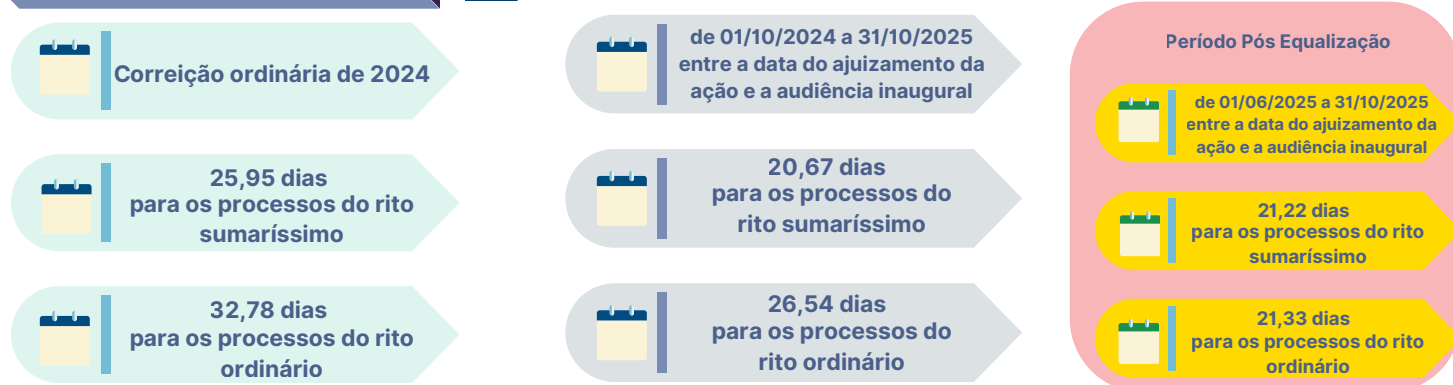 Correição ordinária de 2024
25,95 dias
para os processos do rito
sumaríssimo
32,78 dias
para os processos do rito
ordinário
de 01/10/2024 a 31/10/2025
entre a data do ajuizamento da
ação e a audiência inaugural
20,67 dias
para os processos do
rito sumaríssimo
26,54 dias
para os processos do
rito ordinário
Período Pós Equalização
de 01/06/2025 a 31/10/2025
entre a data do ajuizamento da
ação e a audiência inaugural
21,22 dias
para os processos do rito
sumaríssimo
21,33 dias
para os processos do rito
ordinário